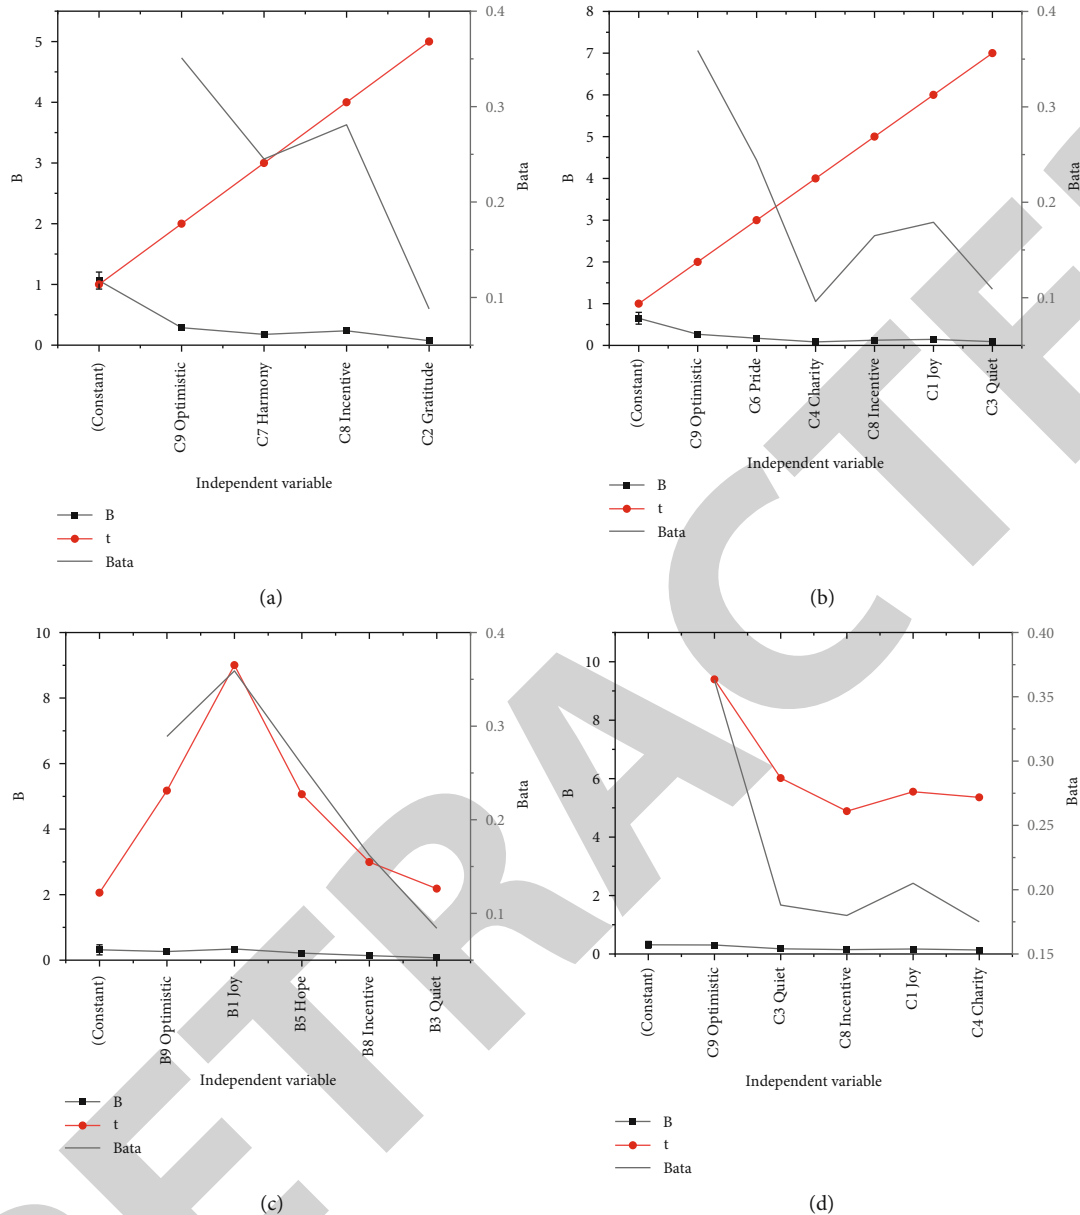 5
4
3
2
1
0
B
0.4
0.3
0.2
0.1
Bata
(Constant)
C9 Optimistic
C7 Harmony
C8 Incentive
C2 Gratitude
Independent variable
B
t
Bata
(a)
8
7
6
5
4
3
2
1
0
B
0.4
0.3
0.2
0.1
Bata
(Constant)
C9 Optimistic
C6 Pride
C4 Charity
C8 Incentive
C1 Joy
C3 Quiet
Independent variable
B
t
Bata
(b)
10
8
6
4
2
0
B
0.4
0.3
0.2
0.1
Bata
(Constant)
B9 Optimistic
B1 Joy
B5 Hope
B8 Incentive
B3 Quiet
Independent variable
B
t
Bata
(c)
10
8
6
4
2
0
B
0.40
0.35
0.30
0.25
0.20
0.15
Bata
(Constant)
C9 Optimistic
C3 Quiet
C8 Incentive
C1 Joy
C4 Charity
Independent variable
B
t
Bata
(d)
RETRACTE